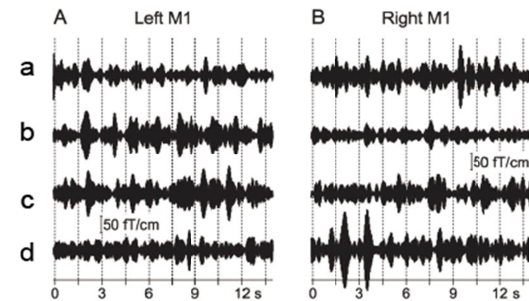 A Left M1
B Right M1
a
b
50 fT/cm
c
50 fT/cm
d
0 3 6 9 12 s
0 3 6 9 12 s